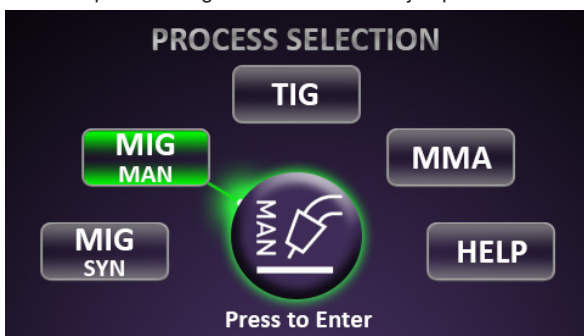 PROCESS SELECTION
TIG
MIG
MAN
MMA
MIG
SYN
MAN
HELP
Press to Enter